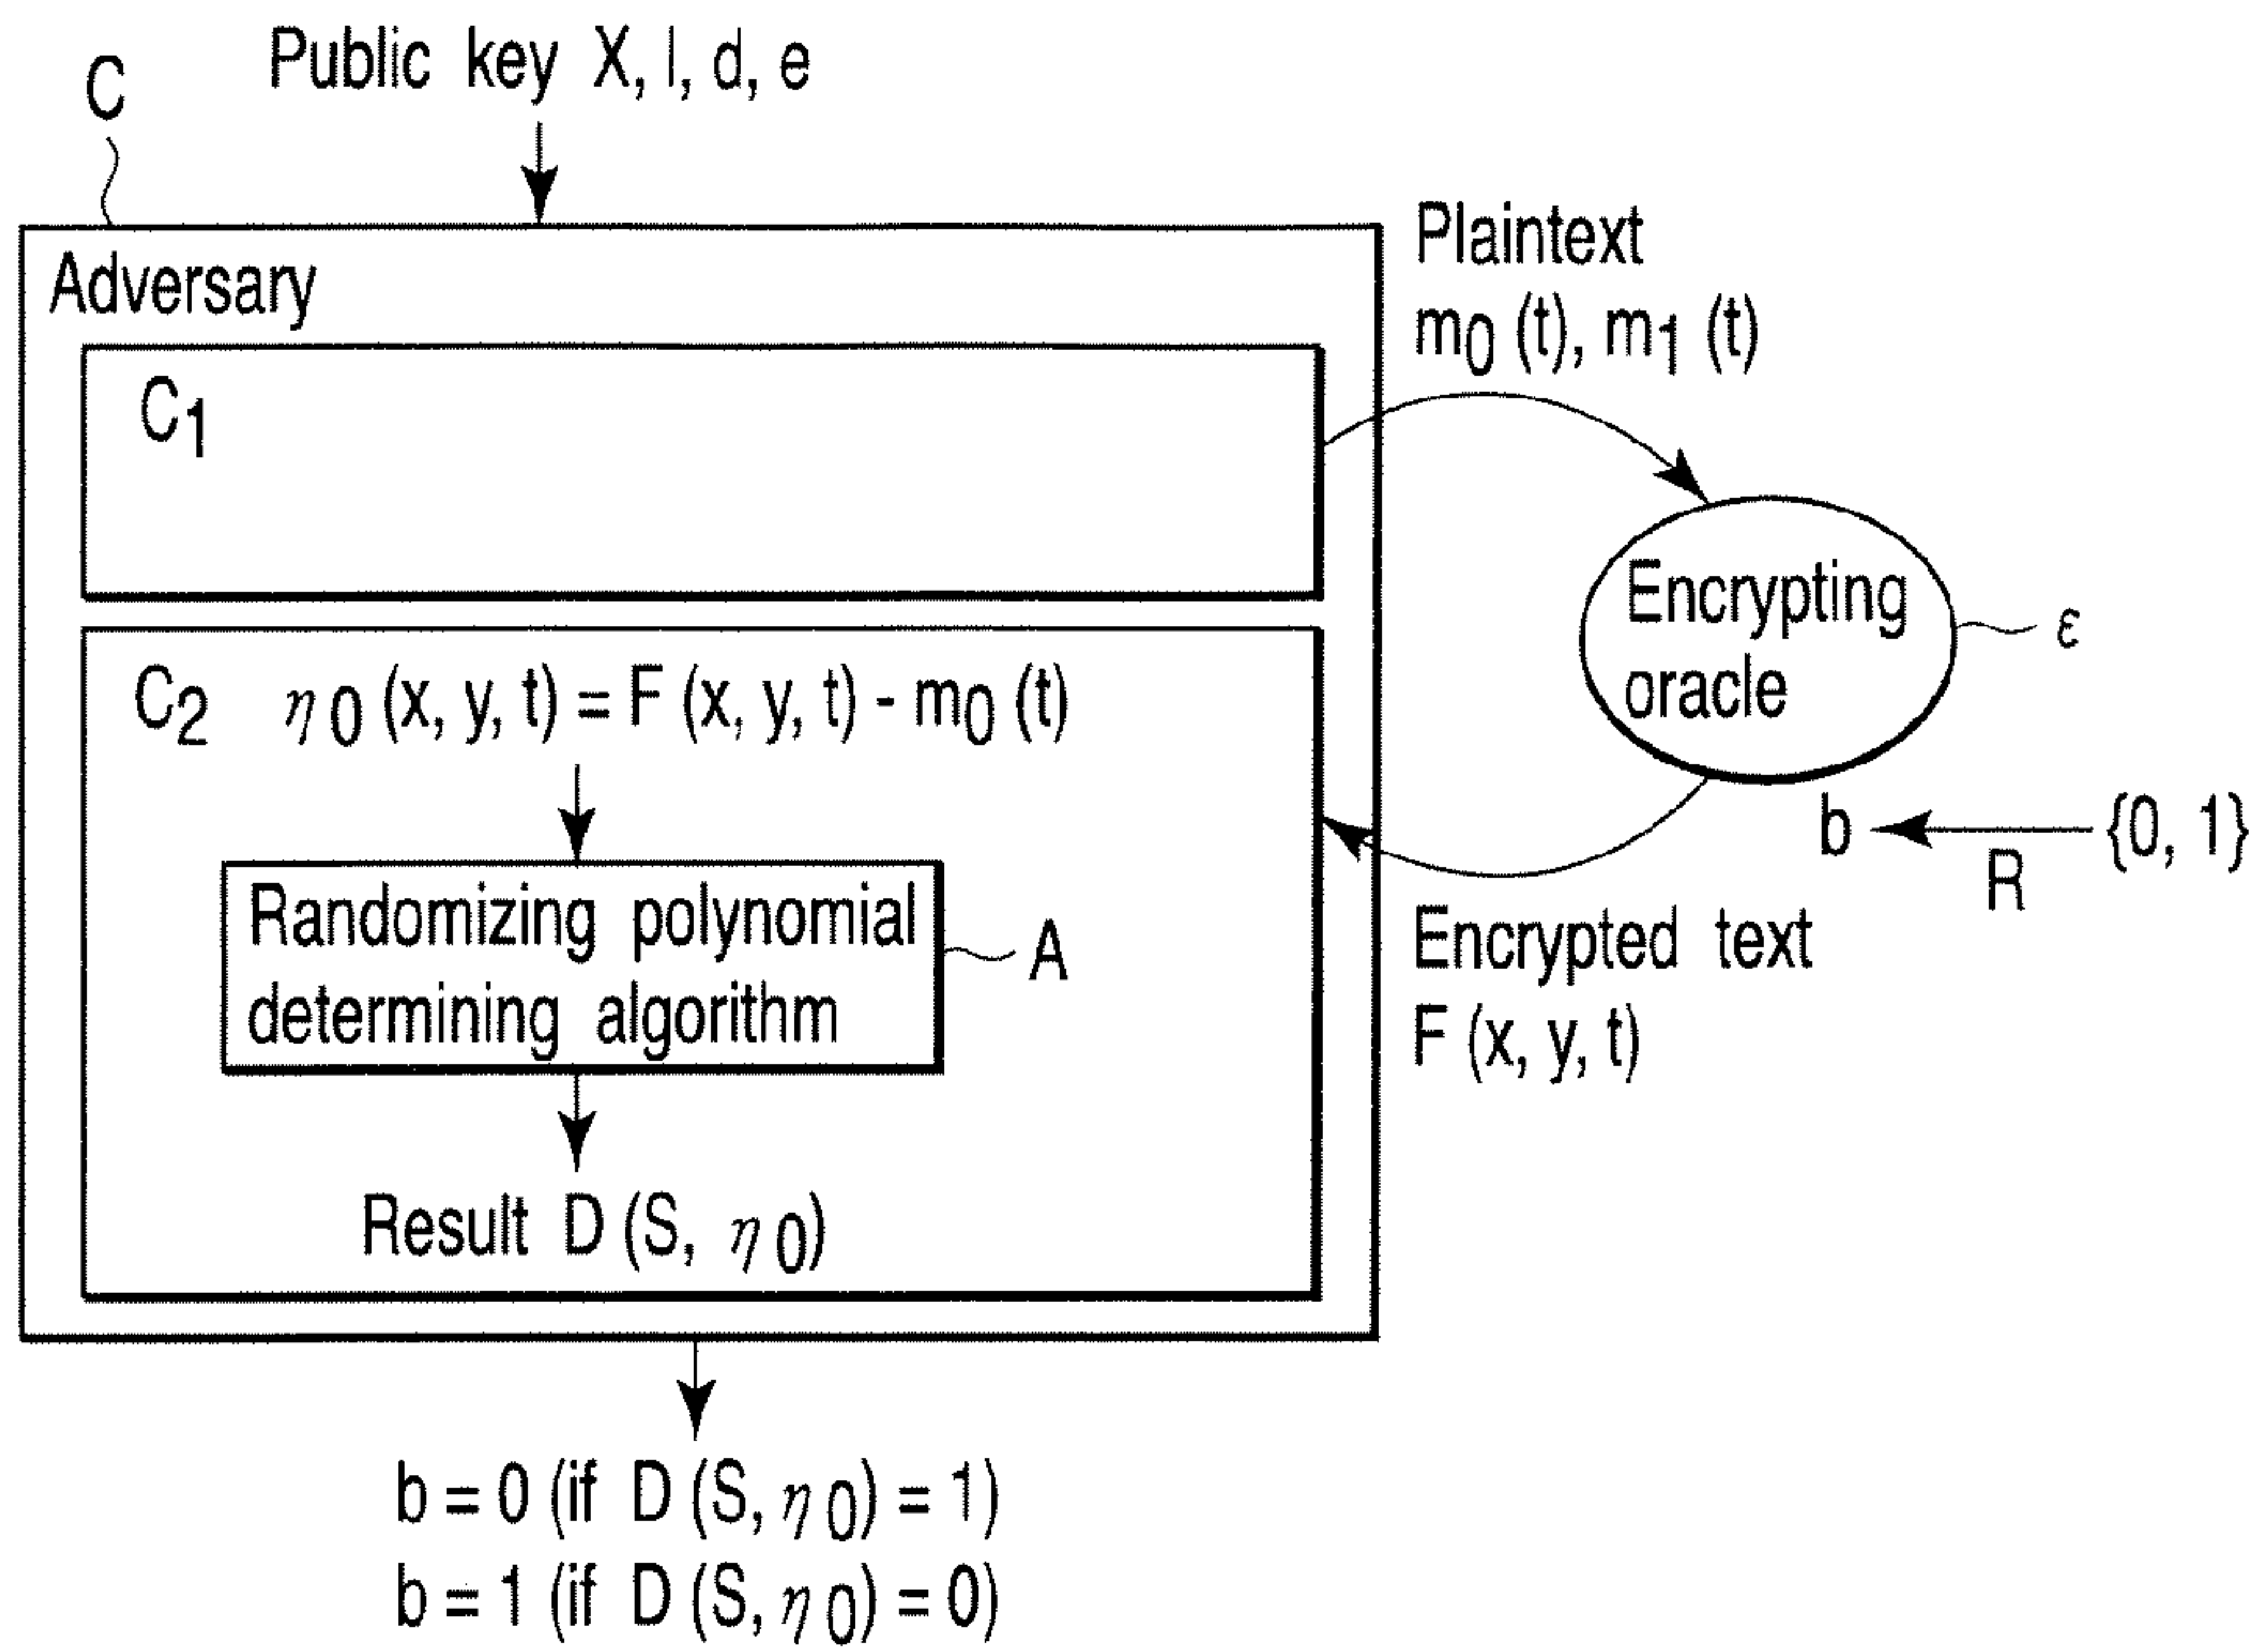 Public key X, l, d, e
C
Adversary
C1
Plaintext
m0 (t), m1 (t)
Encrypting
oracle
ε
b
R
{0, 1}
Encrypted text
F (x, y, t)
C2
η0 (x, y, t) = F (x, y, t) - m0 (t)
Randomizing polynomial
determining algorithm
A
Result D (S, η0)
b = 0 (if D (S, η0) = 1)
b = 1 (if D (S, η0) = 0)